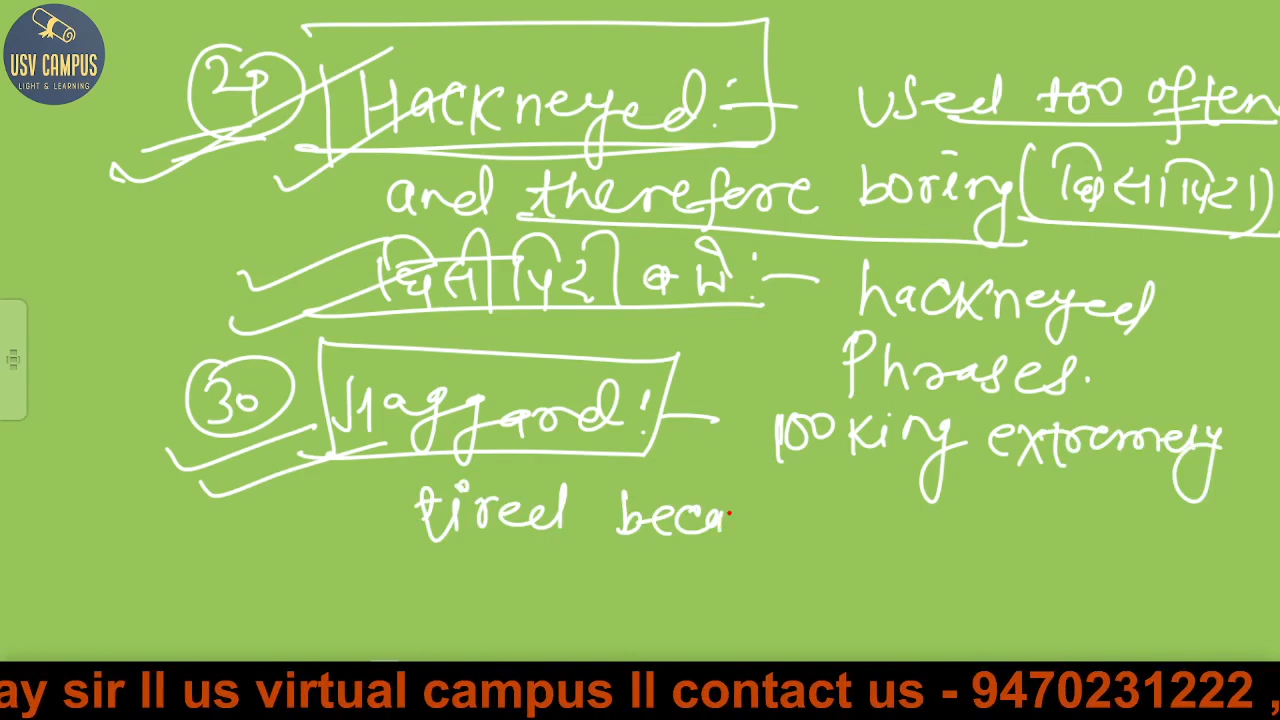 USV CAMPUS
LIGHT & LEARNING
29 Hackneyed :- used too often
and therefore boring (घिसा पिटा)
घिसी पिटी बातें :- hackneyed
Phrases.
30 Haggard :- looking extremely
tired beca
ay sir ll us virtual campus ll contact us - 9470231222 ,